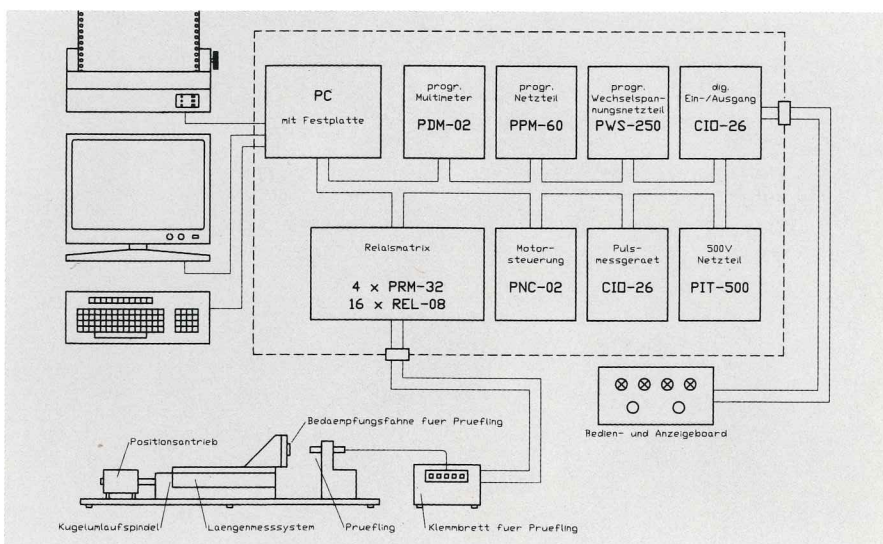 PC
mit Festplatte
progr.
Multimeter
PDM-02
progr.
Netzteil
PPM-60
progr.
Wechselspan-
nungsnetzteil
PWS-250
dig.
Ein-/Ausgang
CIO-26
Relaismatrix
4 x PRM-32
16 x REL-08
Motor-
steuerung
PNC-02
Puls-
messgeraet
CIO-26
500V
Netzteil
PIT-500
Bedien- und Anzeigeboard
Bedaempfungsfahne fuer Pruefling
Positionsantrieb
Kugelumlaufspindel
Laengenmesssystem
Pruefling
Klemmbrett fuer Pruefling